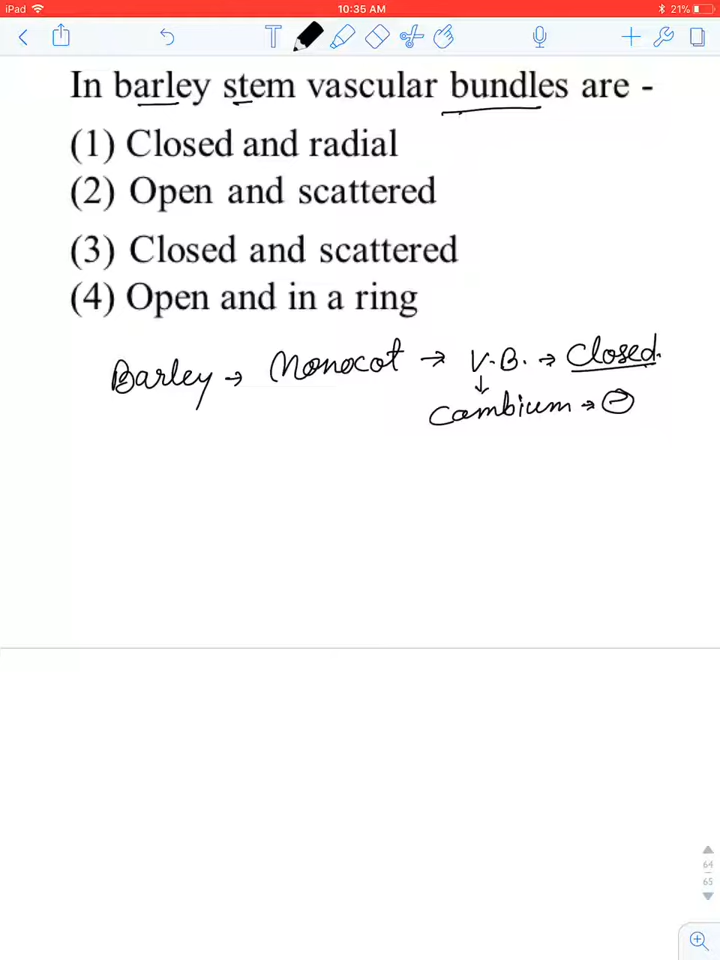 iPad 10:35 AM 21%
T
In barley stem vascular bundles are -
(1) Closed and radial
(2) Open and scattered
(3) Closed and scattered
(4) Open and in a ring
Barley → Monocot → V.B. → Closed.
↓
Cambium → ⊖
64
65